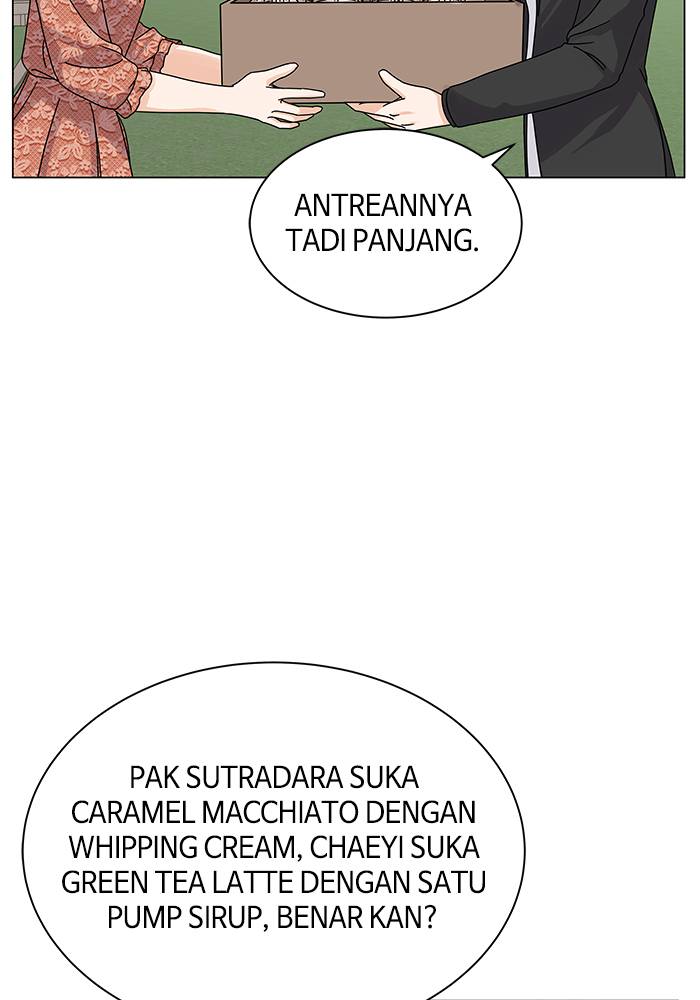 ANTREANNYA
TADI PANJANG.
PAK SUTRADARA SUKA
CARAMEL MACCHIATO DENGAN
WHIPPING CREAM, CHAEYI SUKA
GREEN TEA LATTE DENGAN SATU
PUMP SIRUP, BENAR KAN?